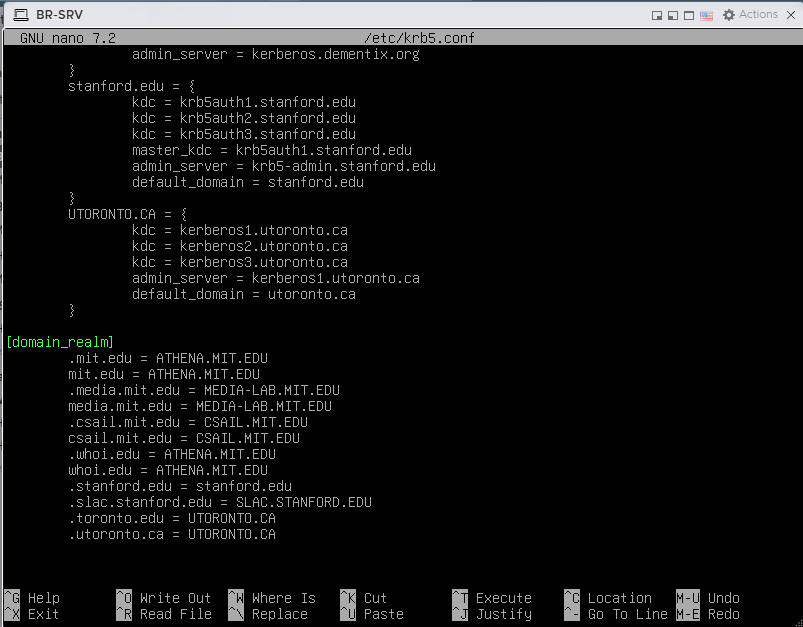 BR-SRV Actions
GNU nano 7.2 /etc/krb5.conf
admin_server = kerberos.dementix.org
}
stanford.edu = {
kdc = krb5auth1.stanford.edu
kdc = krb5auth2.stanford.edu
kdc = krb5auth3.stanford.edu
master_kdc = krb5auth1.stanford.edu
admin_server = krb5-admin.stanford.edu
default_domain = stanford.edu
}
UTORONTO.CA = {
kdc = kerberos1.utoronto.ca
kdc = kerberos2.utoronto.ca
kdc = kerberos3.utoronto.ca
admin_server = kerberos1.utoronto.ca
default_domain = utoronto.ca
}
[domain_realm]
.mit.edu = ATHENA.MIT.EDU
mit.edu = ATHENA.MIT.EDU
.media.mit.edu = MEDIA-LAB.MIT.EDU
media.mit.edu = MEDIA-LAB.MIT.EDU
.csail.mit.edu = CSAIL.MIT.EDU
csail.mit.edu = CSAIL.MIT.EDU
.whoi.edu = ATHENA.MIT.EDU
whoi.edu = ATHENA.MIT.EDU
.stanford.edu = stanford.edu
.slac.stanford.edu = SLAC.STANFORD.EDU
.toronto.edu = UTORONTO.CA
.utoronto.ca = UTORONTO.CA
^G Help ^O Write Out ^W Where Is ^K Cut ^T Execute ^C Location M-U Undo
^X Exit ^R Read File ^\ Replace ^U Paste ^J Justify ^- Go To Line M-E Redo